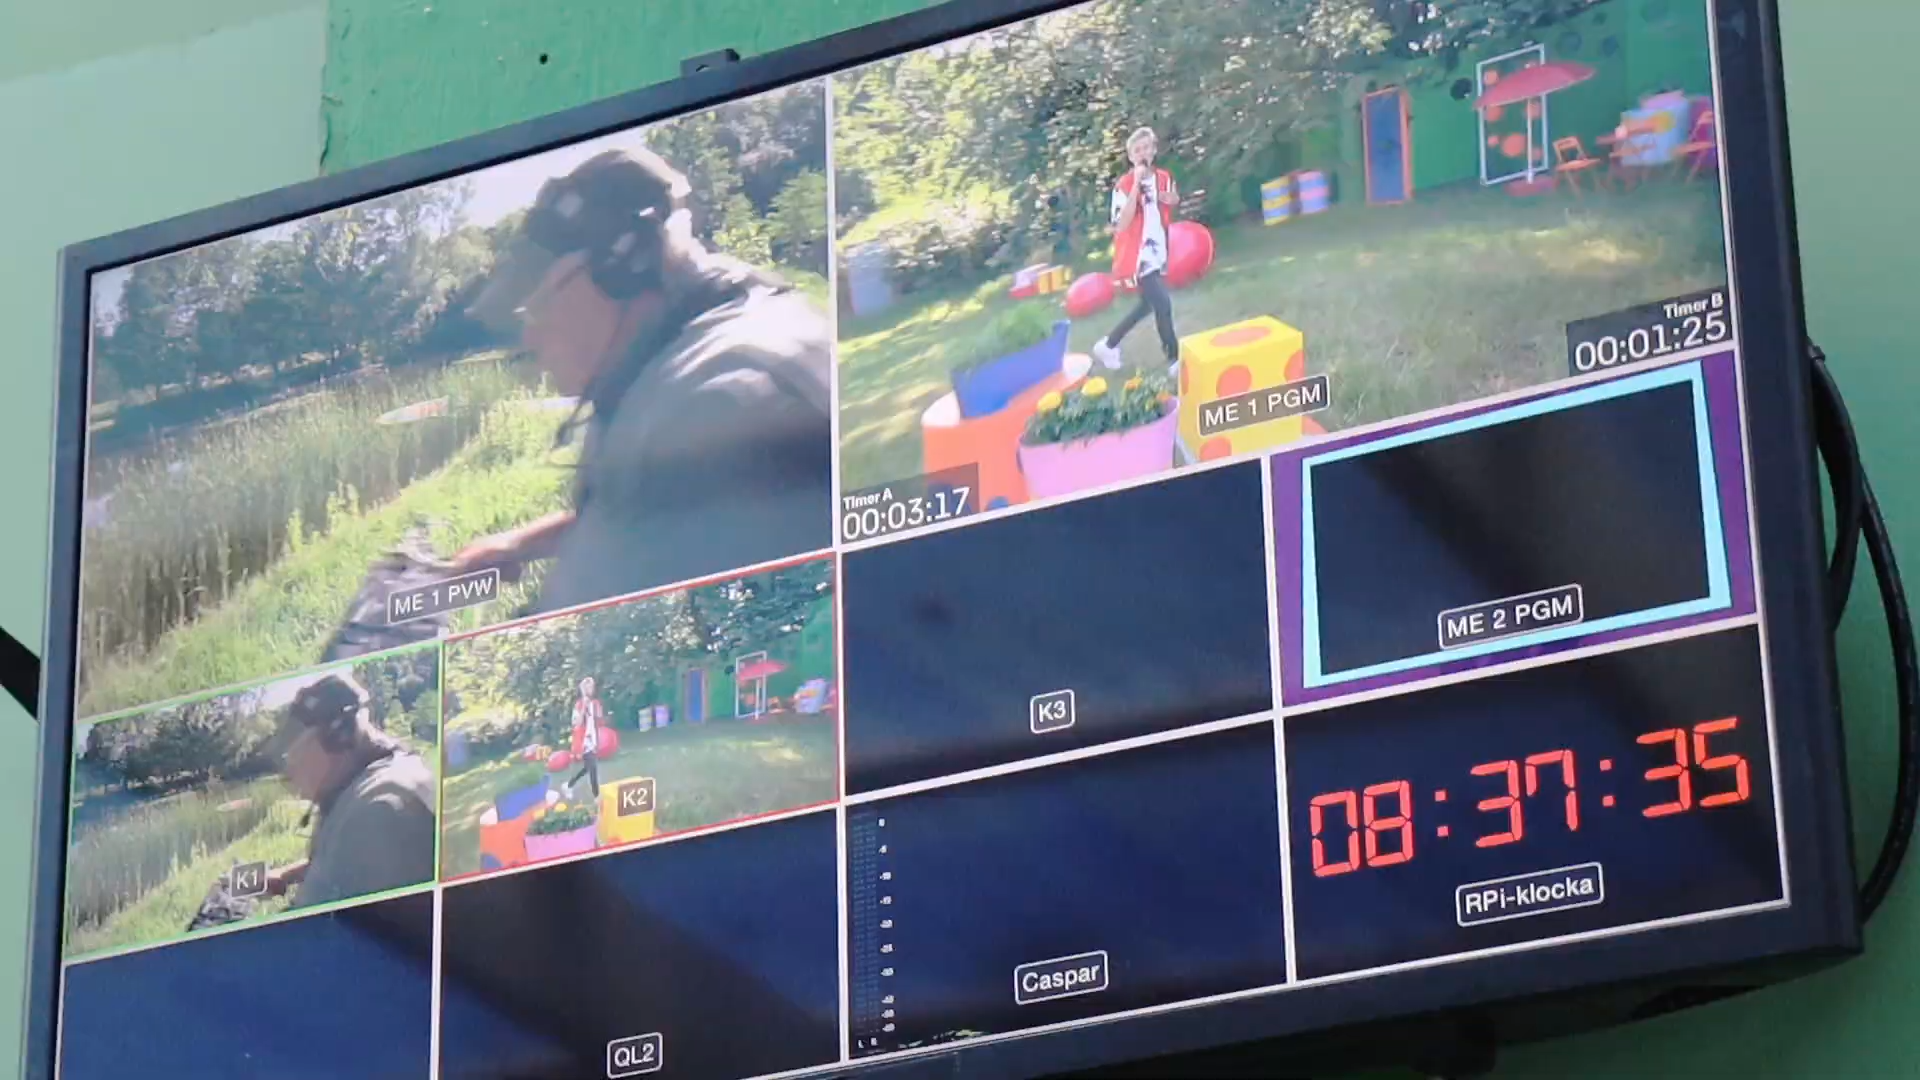 Timer B
00:01:25
ME 1 PGM
Timer A
00:03:17
ME 1 PVW
ME 2 PGM
K3
K2
K1
08:37:35
RPi-klocka
Caspar
QL2
L R